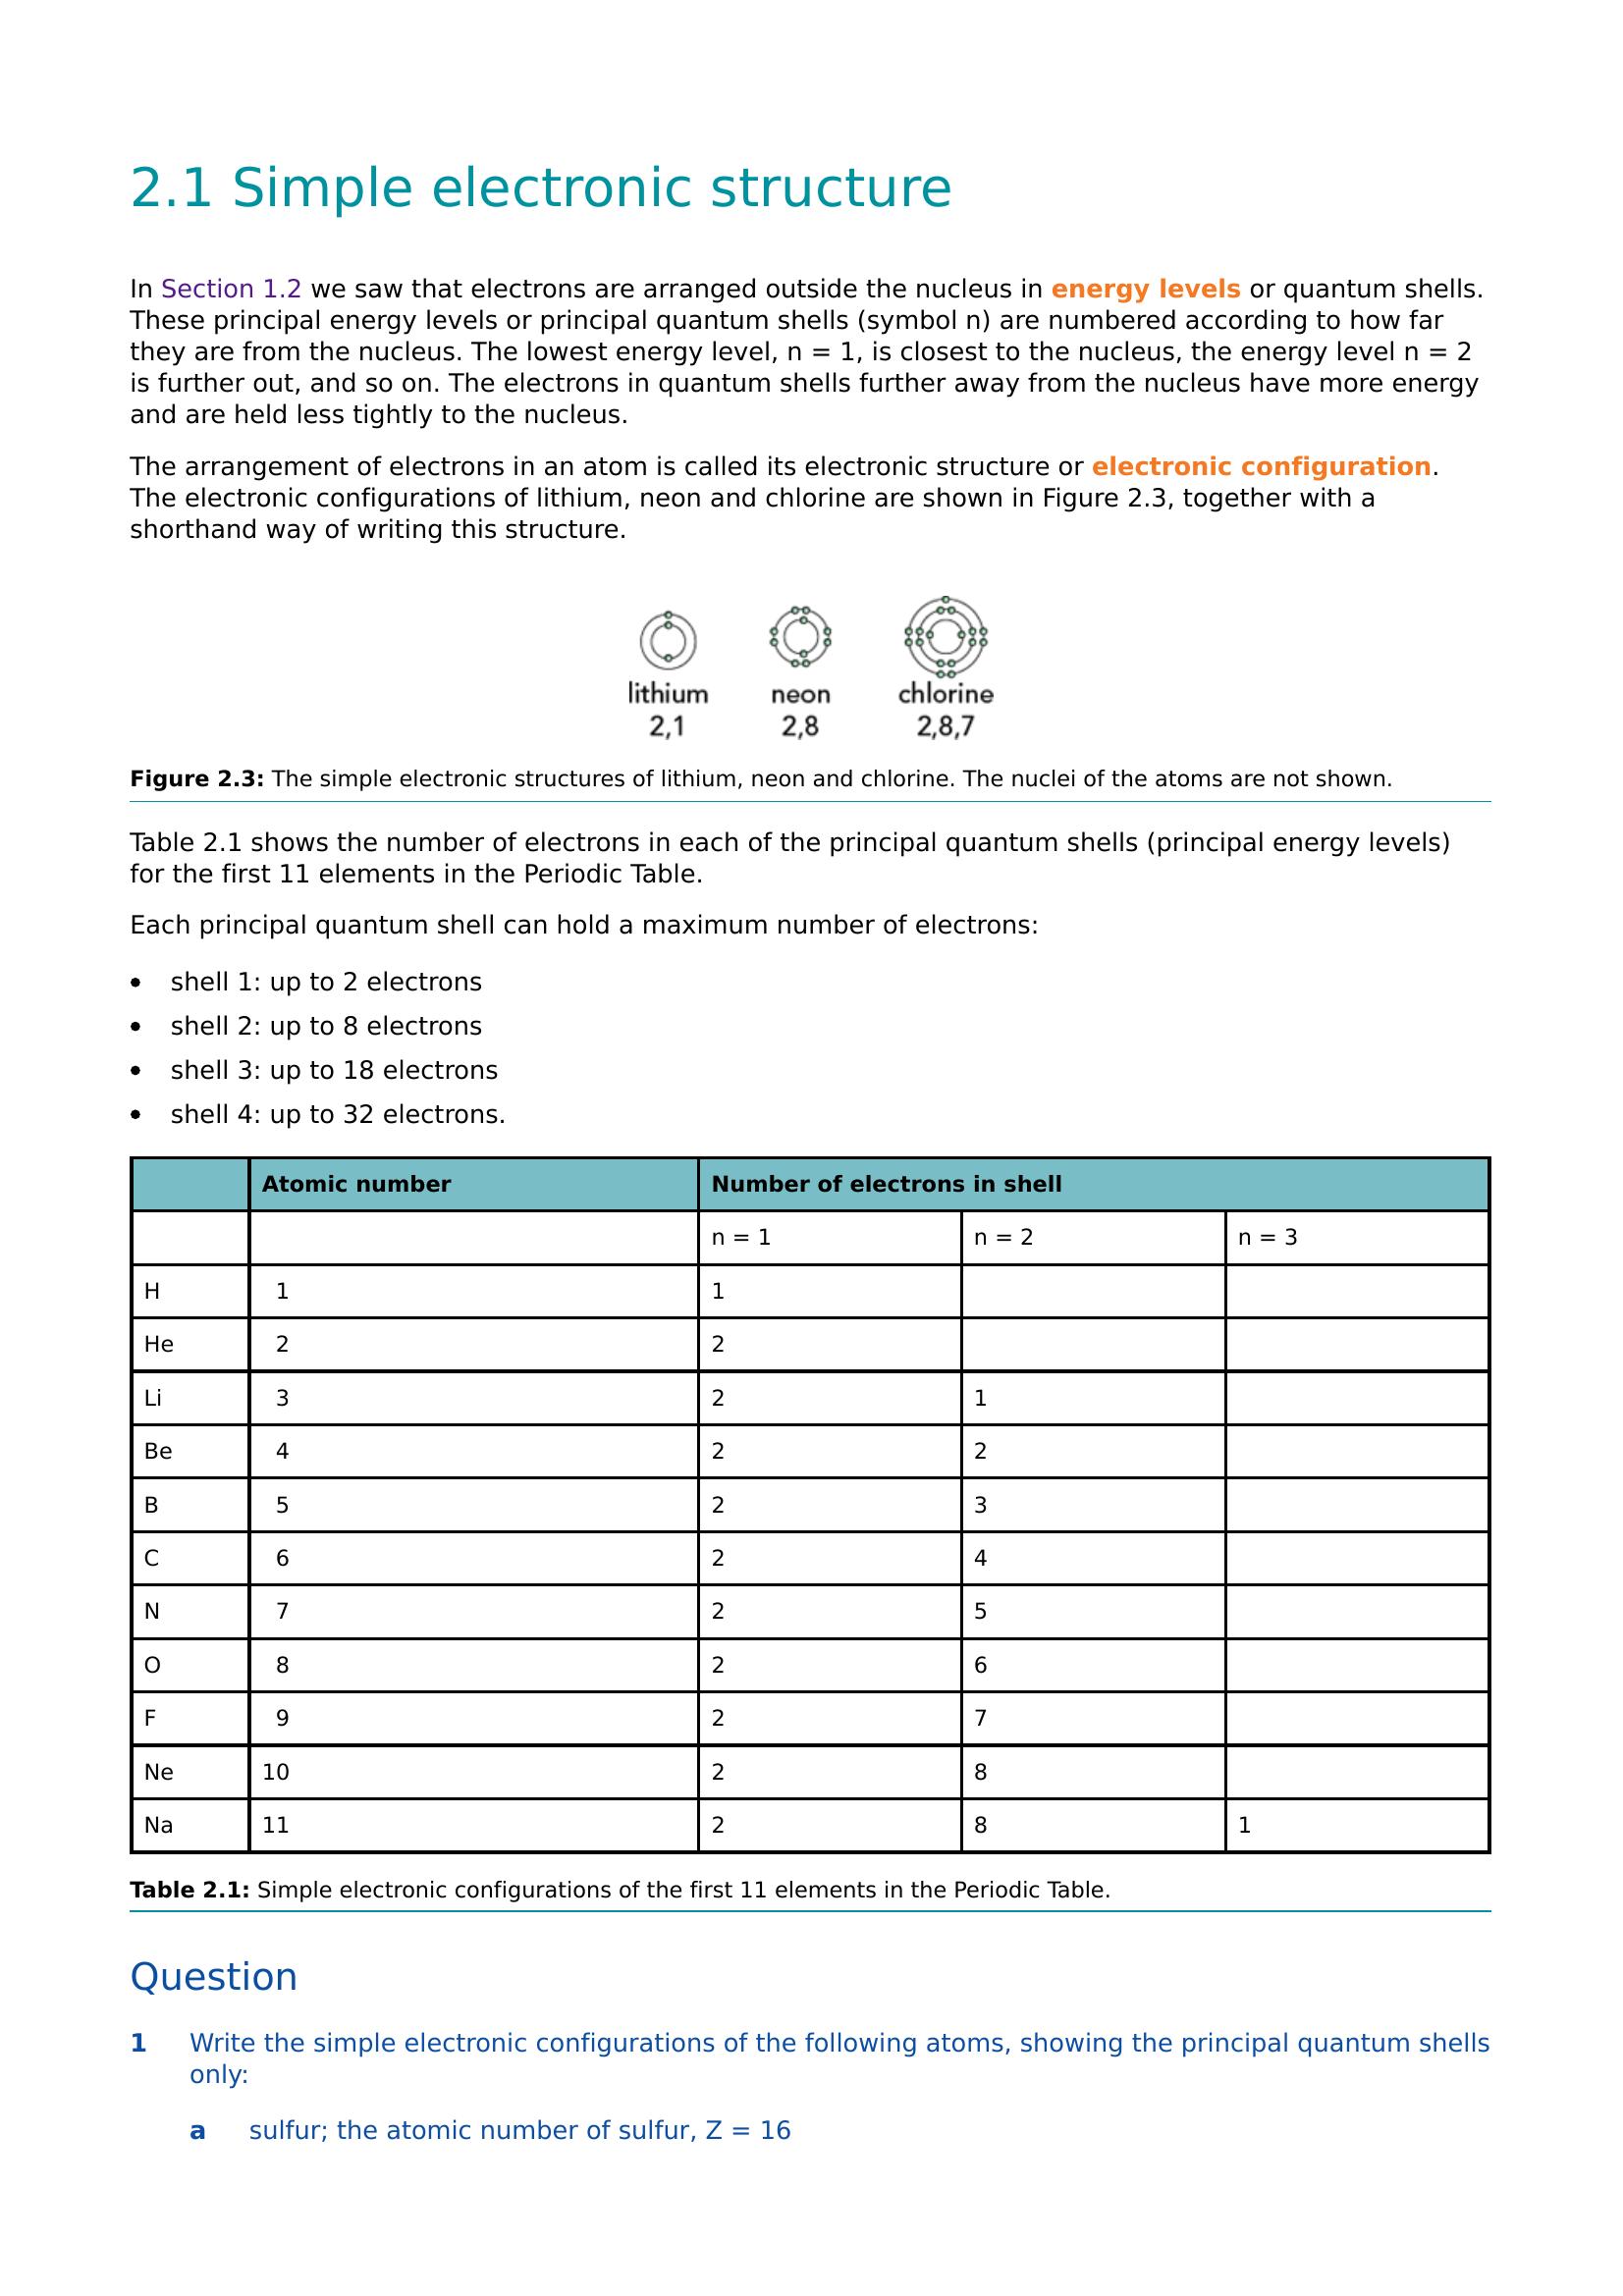 2.1 Simple electronic structure
In Section 1.2 we saw that electrons are arranged outside the nucleus in energy levels or quantum shells.
These principal energy levels or principal quantum shells (symbol n) are numbered according to how far
they are from the nucleus. The lowest energy level, n = 1, is closest to the nucleus, the energy level n = 2
is further out, and so on. The electrons in quantum shells further away from the nucleus have more energy
and are held less tightly to the nucleus.
The arrangement of electrons in an atom is called its electronic structure or electronic configuration.
The electronic configurations of lithium, neon and chlorine are shown in Figure 2.3, together with a
shorthand way of writing this structure.
lithium neon chlorine
2,1 2,8 2,8,7
Figure 2.3: The simple electronic structures of lithium, neon and chlorine. The nuclei of the atoms are not shown.
Table 2.1 shows the number of electrons in each of the principal quantum shells (principal energy levels)
for the first 11 elements in the Periodic Table.
Each principal quantum shell can hold a maximum number of electrons:
• shell 1: up to 2 electrons
• shell 2: up to 8 electrons
• shell 3: up to 18 electrons
• shell 4: up to 32 electrons.
Atomic number Number of electrons in shell
n = 1 n = 2 n = 3
H 1 1
He 2 2
Li 3 2 1
Be 4 2 2
B 5 2 3
C 6 2 4
N 7 2 5
O 8 2 6
F 9 2 7
Ne 10 2 8
Na 11 2 8 1
Table 2.1: Simple electronic configurations of the first 11 elements in the Periodic Table.
Question
1 Write the simple electronic configurations of the following atoms, showing the principal quantum shells
only:
a sulfur; the atomic number of sulfur, Z = 16